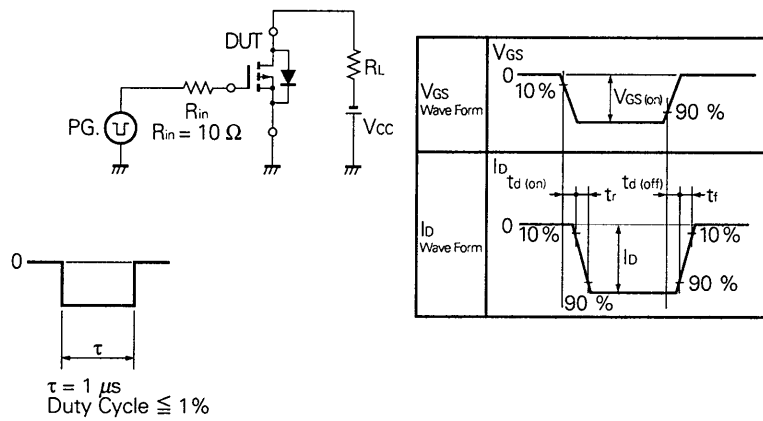 DUT
RL
Rin
Rin = 10 Ω
PG.
VCC
0
τ
τ = 1 μs
Duty Cycle ≦ 1%
VGS
Wave Form
VGS
0
10 %
VGS (on)
90 %
ID
Wave Form
ID
td (on)
tr
td (off)
tf
0
10 %
ID
10 %
90 %
90 %